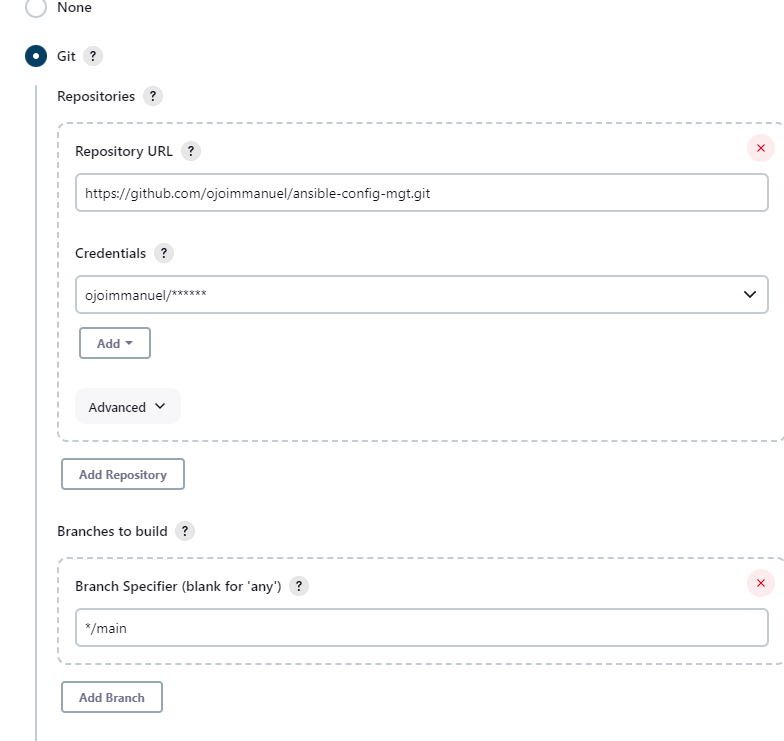 None
Git ?
Repositories ?
Repository URL ?
https://github.com/ojoimmanuel/ansible-config-mgt.git
Credentials ?
ojoimmanuel/******
Add
Advanced
Add Repository
Branches to build ?
Branch Specifier (blank for 'any') ?
*/main
Add Branch